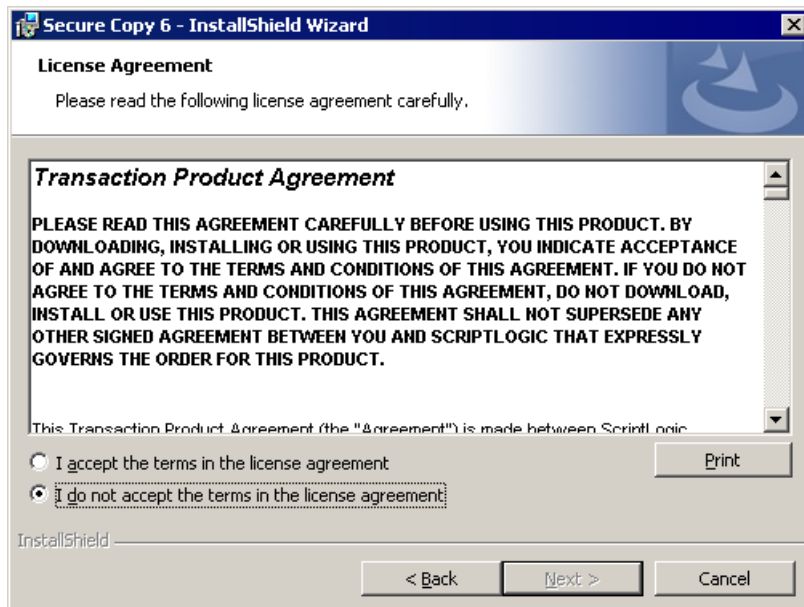 Secure Copy 6 - InstallShield Wizard
License Agreement
Please read the following license agreement carefully.
Transaction Product Agreement
PLEASE READ THIS AGREEMENT CAREFULLY BEFORE USING THIS PRODUCT. BY
DOWNLOADING, INSTALLING OR USING THIS PRODUCT, YOU INDICATE ACCEPTANCE
OF AND AGREE TO THE TERMS AND CONDITIONS OF THIS AGREEMENT. IF YOU DO NOT
AGREE TO THE TERMS AND CONDITIONS OF THIS AGREEMENT, DO NOT DOWNLOAD,
INSTALL OR USE THIS PRODUCT. THIS AGREEMENT SHALL NOT SUPERSEDE ANY
OTHER SIGNED AGREEMENT BETWEEN YOU AND SCRIPTLOGIC THAT EXPRESSLY
GOVERNS THE ORDER FOR THIS PRODUCT.
This Transaction Product Agreement (the "Agreement") is made between ScriptLogic
I accept the terms in the license agreement
Print
I do not accept the terms in the license agreement
InstallShield
< Back
Next >
Cancel